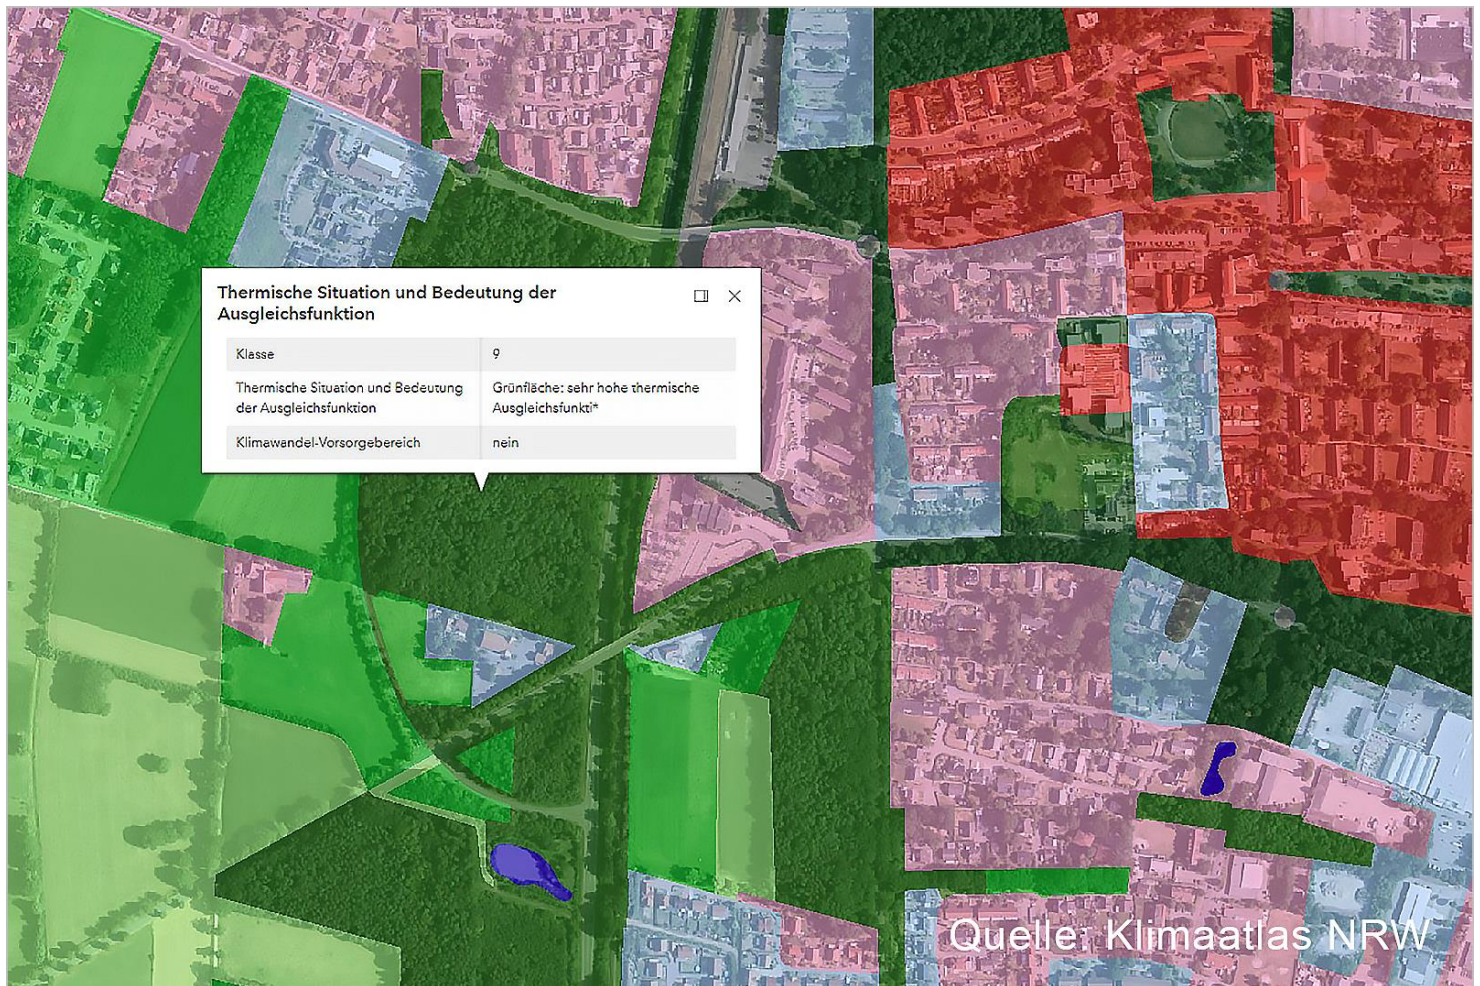 Thermische Situation und Bedeutung der
Ausgleichsfunktion
Klasse 9
Thermische Situation und Bedeutung
der Ausgleichsfunktion
Grünfläche: sehr hohe thermische
Ausgleichsfunkti*
Klimawandel-Vorsorgebereich nein
Quelle: Klimaatlas NRW